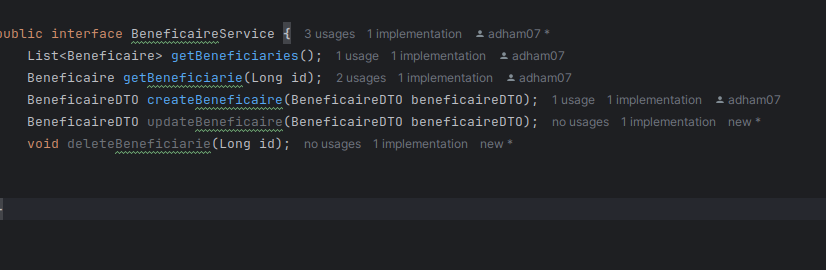 public interface BeneficaireService { 3 usages 1 implementation adham07 *
List<Beneficaire> getBeneficiaries(); 1 usage 1 implementation adham07
Beneficaire getBeneficiarie(Long id); 2 usages 1 implementation adham07
BeneficaireDTO createBeneficaire(BeneficaireDTO beneficaireDTO); 1 usage 1 implementation adham07
BeneficaireDTO updateBeneficaire(BeneficaireDTO beneficaireDTO); no usages 1 implementation new *
void deleteBeneficiarie(Long id); no usages 1 implementation new *
}